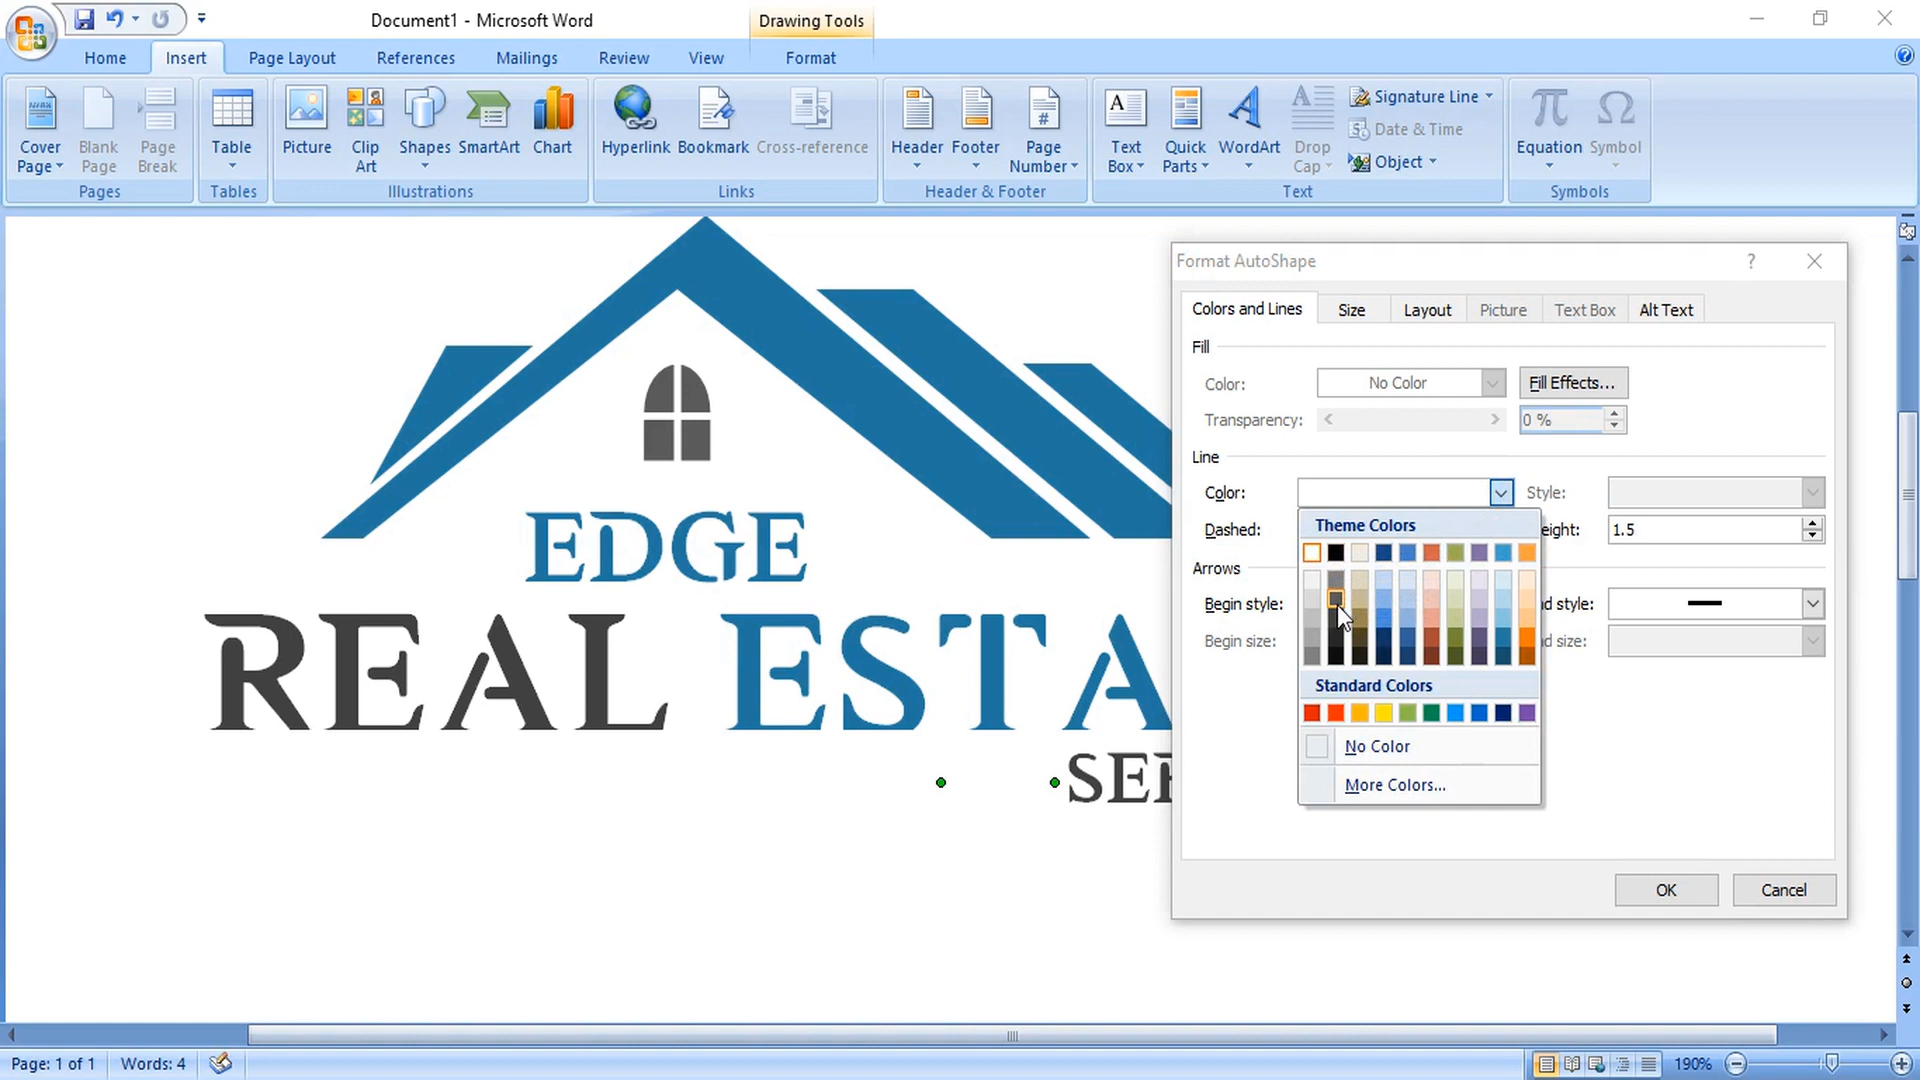 Document1 - Microsoft Word
Drawing Tools
Home Insert Page Layout References Mailings Review View Format
Cover Page Blank Page Page Break
Pages
Table
Tables
Picture Clip Art Shapes SmartArt Chart
Illustrations
Hyperlink Bookmark Cross-reference
Links
Header Footer Page Number
Header & Footer
Text Box Quick Parts WordArt Drop Cap
Signature Line
Date & Time
Object
Text
Equation Symbol
Symbols
EDGE
REAL ESTA
SER
Format AutoShape
Colors and Lines Size Layout Picture Text Box Alt Text
Fill
Color: No Color Fill Effects...
Transparency: 0 %
Line
Color: Style:
Dashed: eight: 1.5
Theme Colors
Arrows
Begin style: nd style:
Begin size: nd size:
Standard Colors
No Color
More Colors...
OK Cancel
Page: 1 of 1 Words: 4 190%